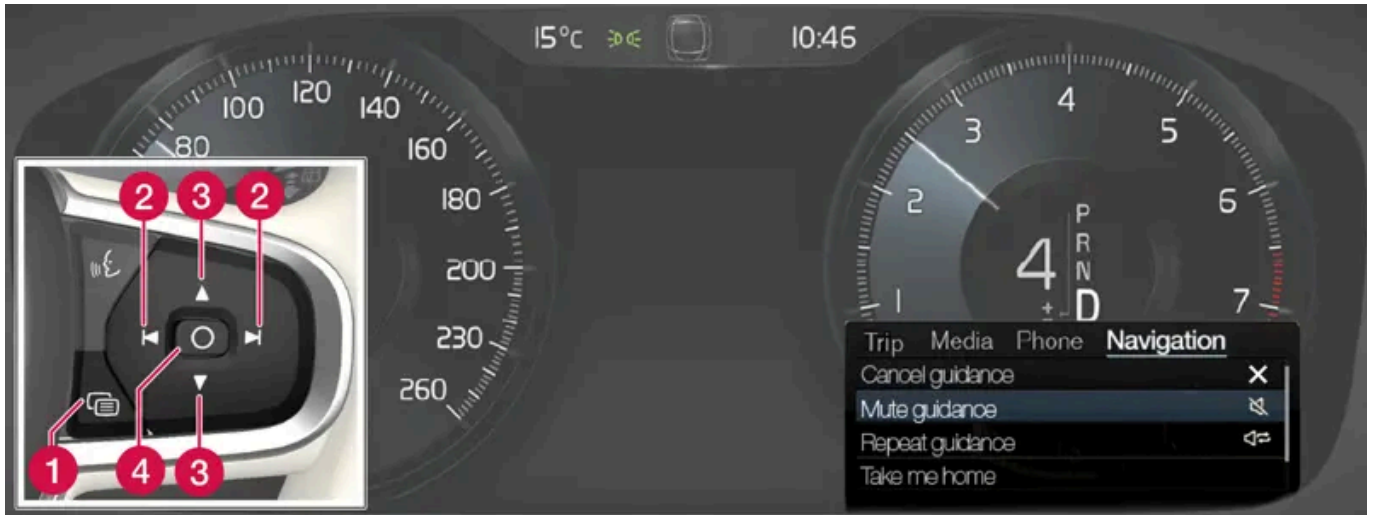 15°C 10:46
100 120 140
80 160
180
200
230
260
4
3 5
2 6
1 7
P
R
4 N
± D
Trip Media Phone Navigation
Cancel guidance
Mute guidance
Repeat guidance
Take me home
2 3 2
1 4 3